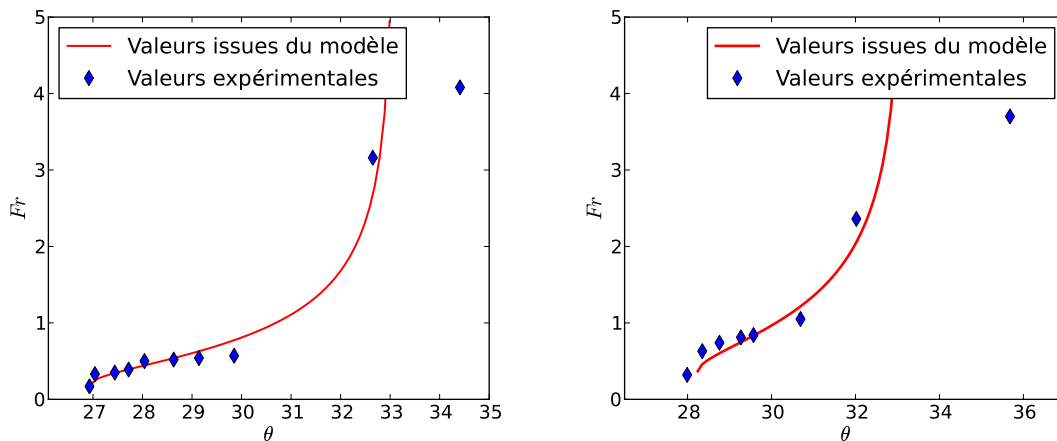 5
4
3
2
1
0
Fr
Valeurs issues du modèle
Valeurs expérimentales
27 28 29 30 31 32 33 34 35
θ
5
4
3
2
1
0
Fr
Valeurs issues du modèle
Valeurs expérimentales
28 30 32 34 36
θ